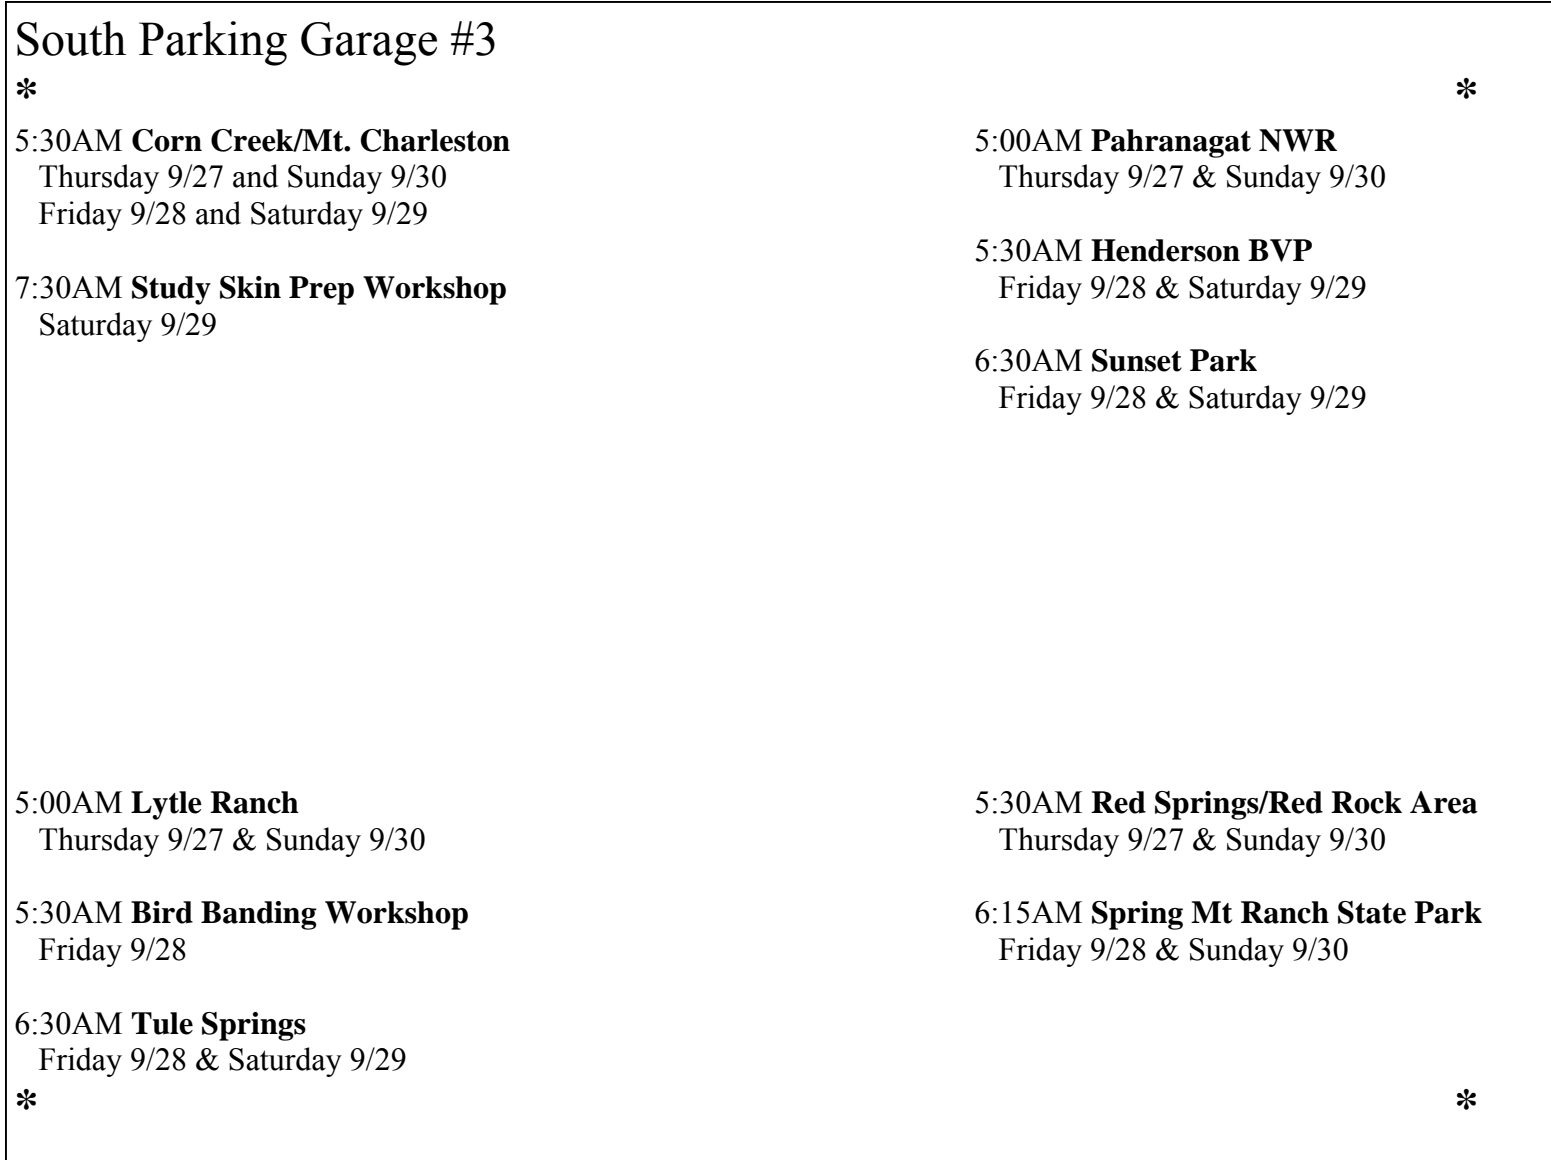 South Parking Garage #3
* *
5:30AM Corn Creek/Mt. Charleston
Thursday 9/27 and Sunday 9/30
Friday 9/28 and Saturday 9/29
7:30AM Study Skin Prep Workshop
Saturday 9/29
5:00AM Pahranagat NWR
Thursday 9/27 & Sunday 9/30
5:30AM Henderson BVP
Friday 9/28 & Saturday 9/29
6:30AM Sunset Park
Friday 9/28 & Saturday 9/29
5:00AM Lytle Ranch
Thursday 9/27 & Sunday 9/30
5:30AM Bird Banding Workshop
Friday 9/28
6:30AM Tule Springs
Friday 9/28 & Saturday 9/29
5:30AM Red Springs/Red Rock Area
Thursday 9/27 & Sunday 9/30
6:15AM Spring Mt Ranch State Park
Friday 9/28 & Sunday 9/30
* *